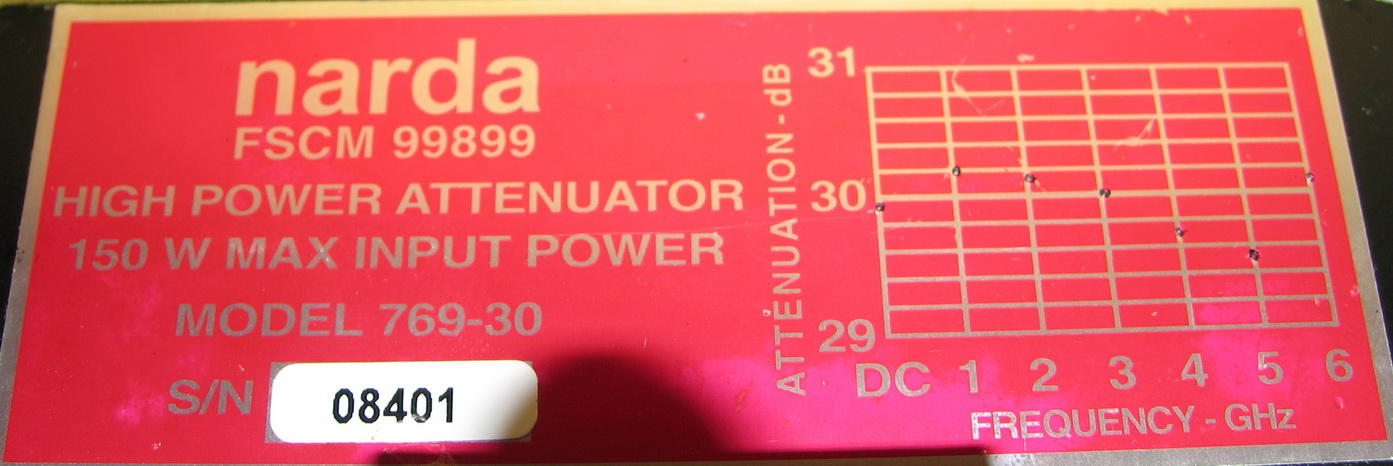 narda
FSCM 99899
HIGH POWER ATTENUATOR
150 W MAX INPUT POWER
MODEL 769-30
S/N 08401
ATTENUATION - dB
31
30
29
DC 1 2 3 4 5 6
FREQUENCY - GHz